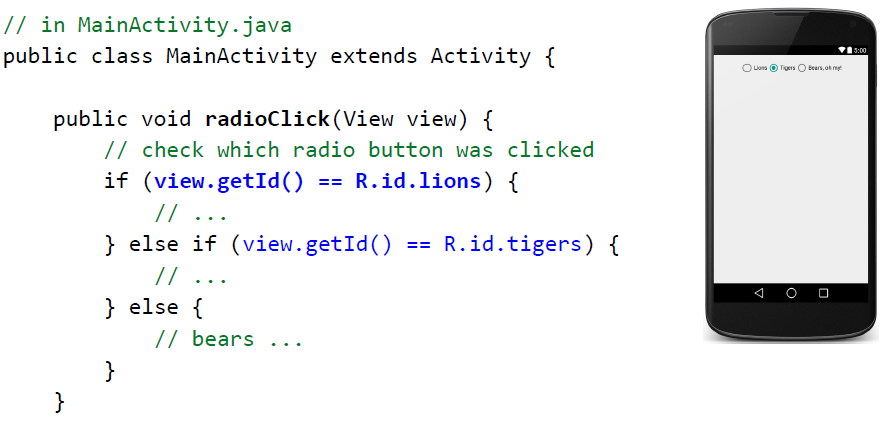 // in MainActivity.java
public class MainActivity extends Activity {
    public void radioClick(View view) {
        // check which radio button was clicked
        if (view.getId() == R.id.lions) {
            // ...
        } else if (view.getId() == R.id.tigers) {
            // ...
        } else {
            // bears ...
        }
    }
5:00
Lions Tigers Bears, oh my!